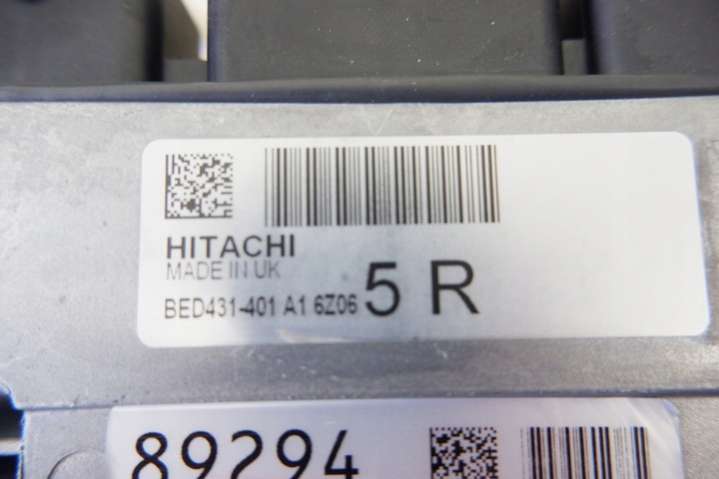 HITACHI
MADE IN UK
BED431-401 A1 6Z06 5 R
89294